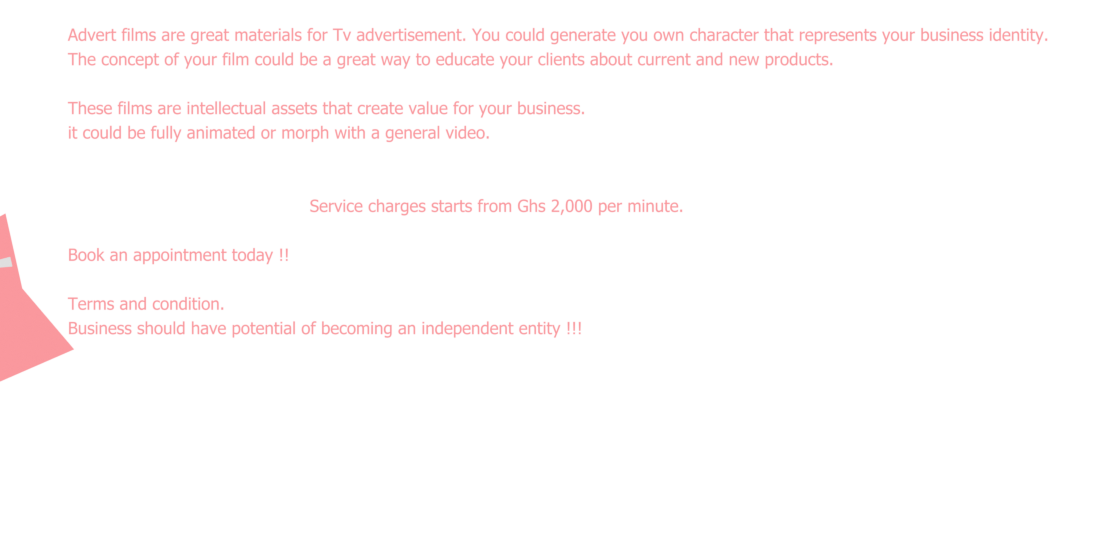 Advert films are great materials for Tv advertisement. You could generate you own character that represents your business identity.
The concept of your film could be a great way to educate your clients about current and new products.
These films are intellectual assets that create value for your business.
it could be fully animated or morph with a general video.
Service charges starts from Ghs 2,000 per minute.
Book an appointment today !!
Terms and condition.
Business should have potential of becoming an independent entity !!!